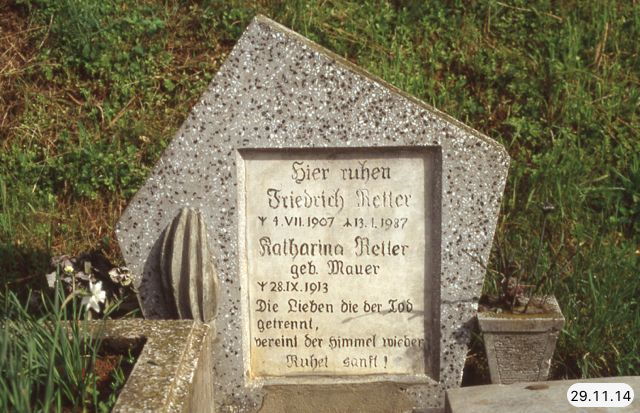 Hier ruhen
Friedrich Retter
ᛉ 4.VII.1907 ᛣ 13.I.1987
Katharina Retter
geb. Mauer
ᛉ 28.IX.1913
Die Lieben die der Tod
getrennt,
vereint der Himmel wieder
Ruhet sanft!
29.11.14